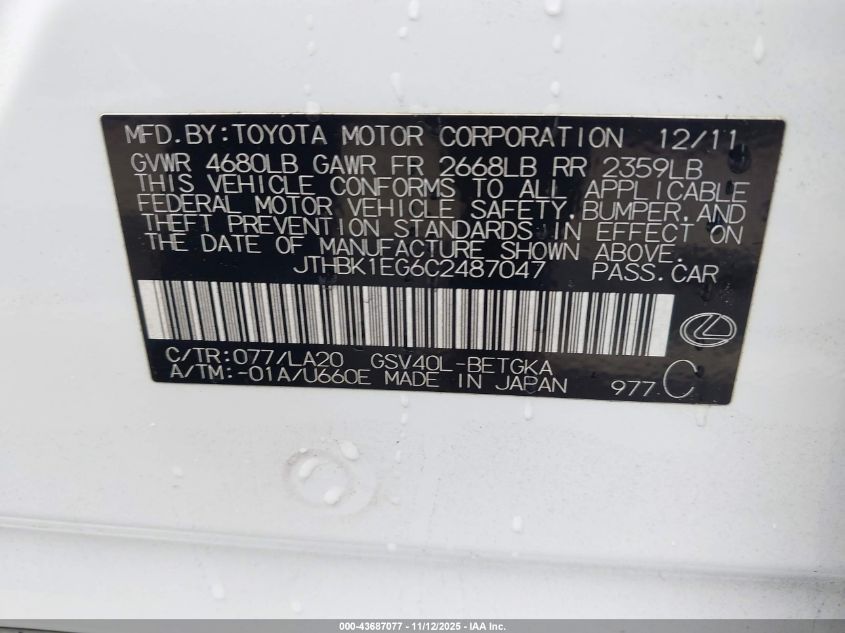 MFD.BY:TOYOTA MOTOR CORPORATION 12/11
GVWR 4680LB GAWR FR 2668LB RR 2359LB
THIS VEHICLE CONFORMS TO ALL APPLICABLE
FEDERAL MOTOR VEHICLE SAFETY,BUMPER,AND
THEFT PREVENTION STANDARDS IN EFFECT ON
THE DATE OF MANUFACTURE SHOWN ABOVE.
JTHBK1EG6C2487047 PASS.CAR
C/TR:077/LA20 GSV40L-BETGKA
A/TM:-01A/U660E MADE IN JAPAN 977 C
000-43687077 - 11/12/2025 - IAA Inc.